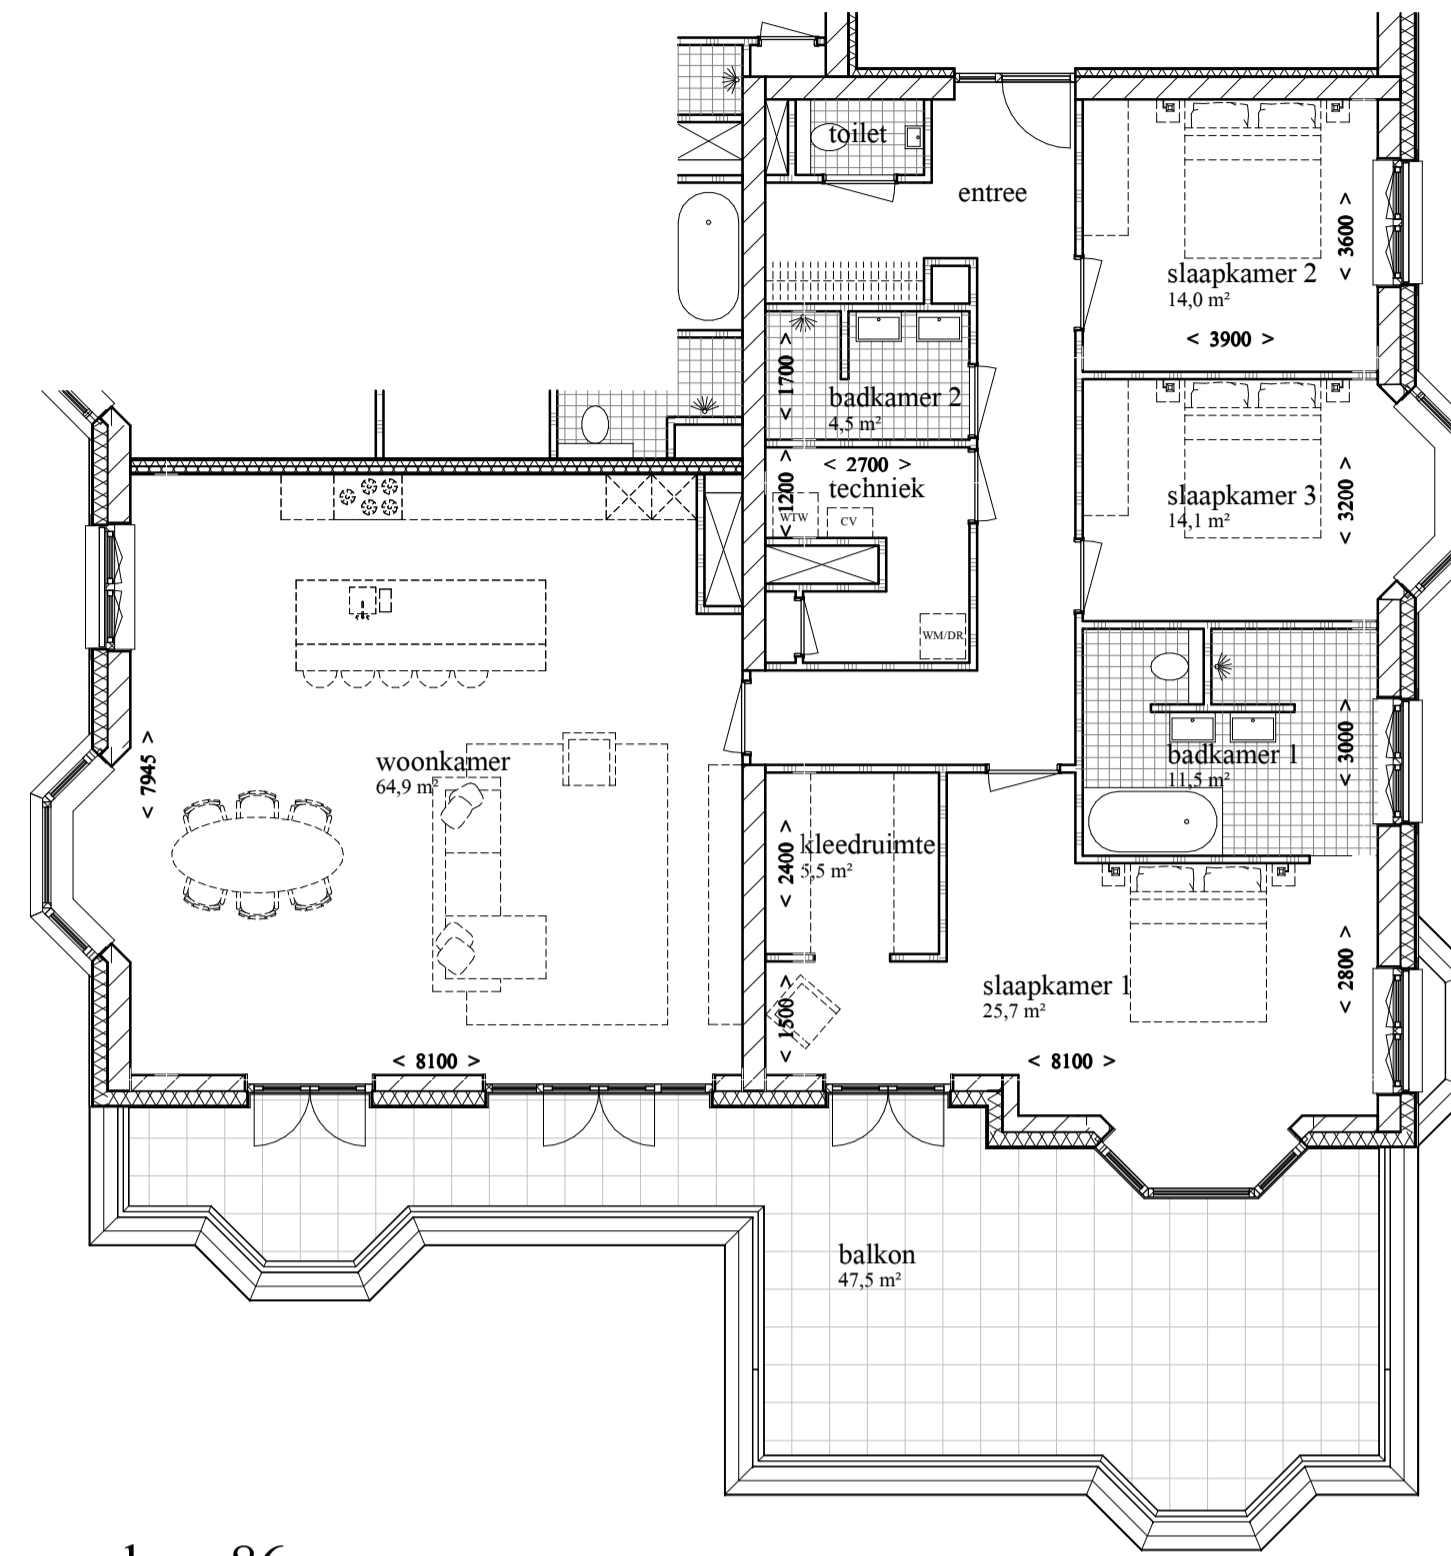 toilet
entree
slaapkamer 2
14,0 m²
< 3600 >
< 3900 >
< 1700 >
badkamer 2
4,5 m²
< 2700 >
techniek
< 1200 >
WTW
CV
WM/DR
slaapkamer 3
14,1 m²
< 3200 >
woonkamer
64,9 m²
< 7945 >
badkamer 1
11,5 m²
< 3000 >
kleedruimte
5,5 m²
< 2400 >
slaapkamer 1
25,7 m²
< 2800 >
< 1500 >
< 8100 >
< 8100 >
balkon
47,5 m²